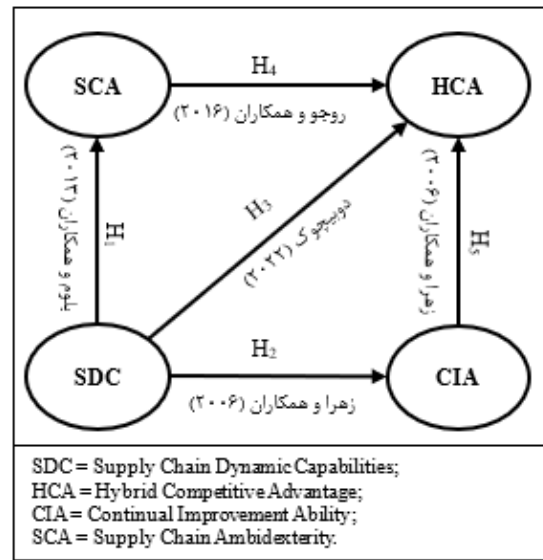 SCA
H₄
HCA
روجو و همکاران (۲۰۱۶)
بلوم و همکاران (۲۰۱۳)
H₁
H₃
دوبیچوک (۲۰۲۲)
زهرا و همکاران (۲۰۰۶)
H₅
SDC
H₂
CIA
زهرا و همکاران (۲۰۰۶)
SDC = Supply Chain Dynamic Capabilities;
HCA = Hybrid Competitive Advantage;
CIA = Continual Improvement Ability;
SCA = Supply Chain Ambidexterity.